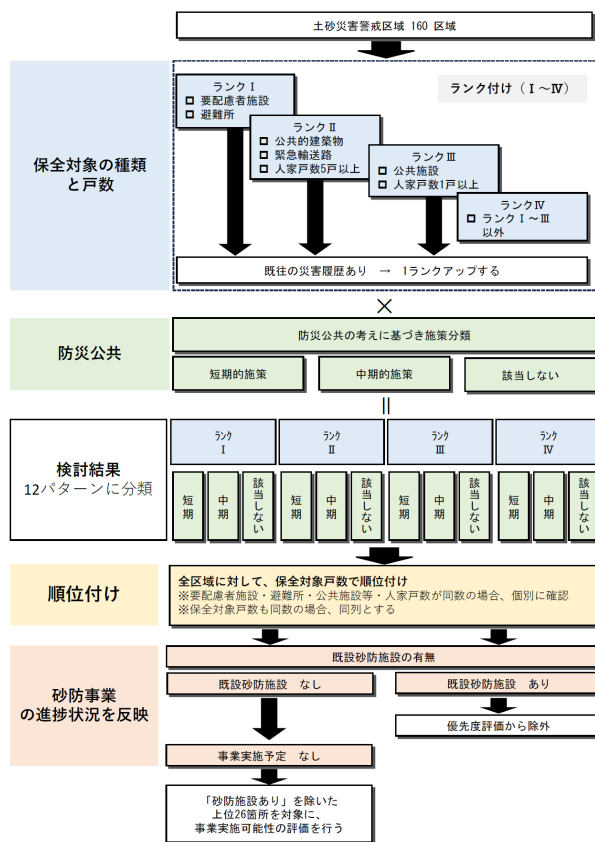 土砂災害警戒区域 160 区域
保全対象の種類
と戸数
ランク付け（Ⅰ～Ⅳ）
ランクⅠ
□ 要配慮者施設
□ 避難所
ランクⅡ
□ 公共的建築物
□ 緊急輸送路
□ 人家戸数5戸以上
ランクⅢ
□ 公共施設
□ 人家戸数1戸以上
ランクⅣ
□ ランクⅠ～Ⅲ
以外
既往の災害履歴あり → 1ランクアップする
×
防災公共
防災公共の考えに基づき施策分類
短期的施策
中期的施策
該当しない
||
検討結果
12パターンに分類
ランク
Ⅰ
ランク
Ⅱ
ランク
Ⅲ
ランク
Ⅳ
短期
中期
該当しない
短期
中期
該当しない
短期
中期
該当しない
短期
中期
該当しない
順位付け
全区域に対して、保全対象戸数で順位付け
※要配慮者施設・避難所・公共施設等・人家戸数が同数の場合、個別に確認
※保全対象戸数も同数の場合、同列とする
砂防事業
の進捗状況を反映
既設砂防施設の有無
既設砂防施設 なし
既設砂防施設 あり
優先度評価から除外
事業実施予定 なし
「砂防施設あり」を除いた
上位26箇所を対象に、
事業実施可能性の評価を行う